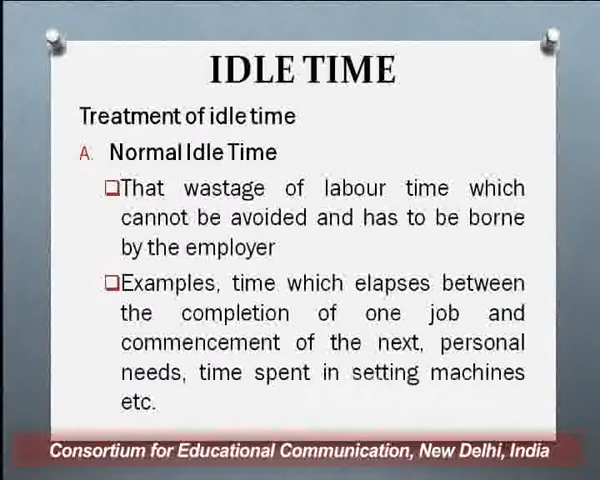 IDLE TIME
Treatment of idle time
A. Normal Idle Time
❑That wastage of labour time which
cannot be avoided and has to be borne
by the employer
❑Examples, time which elapses between
the completion of one job and
commencement of the next, personal
needs, time spent in setting machines
etc.
Consortium for Educational Communication, New Delhi, India